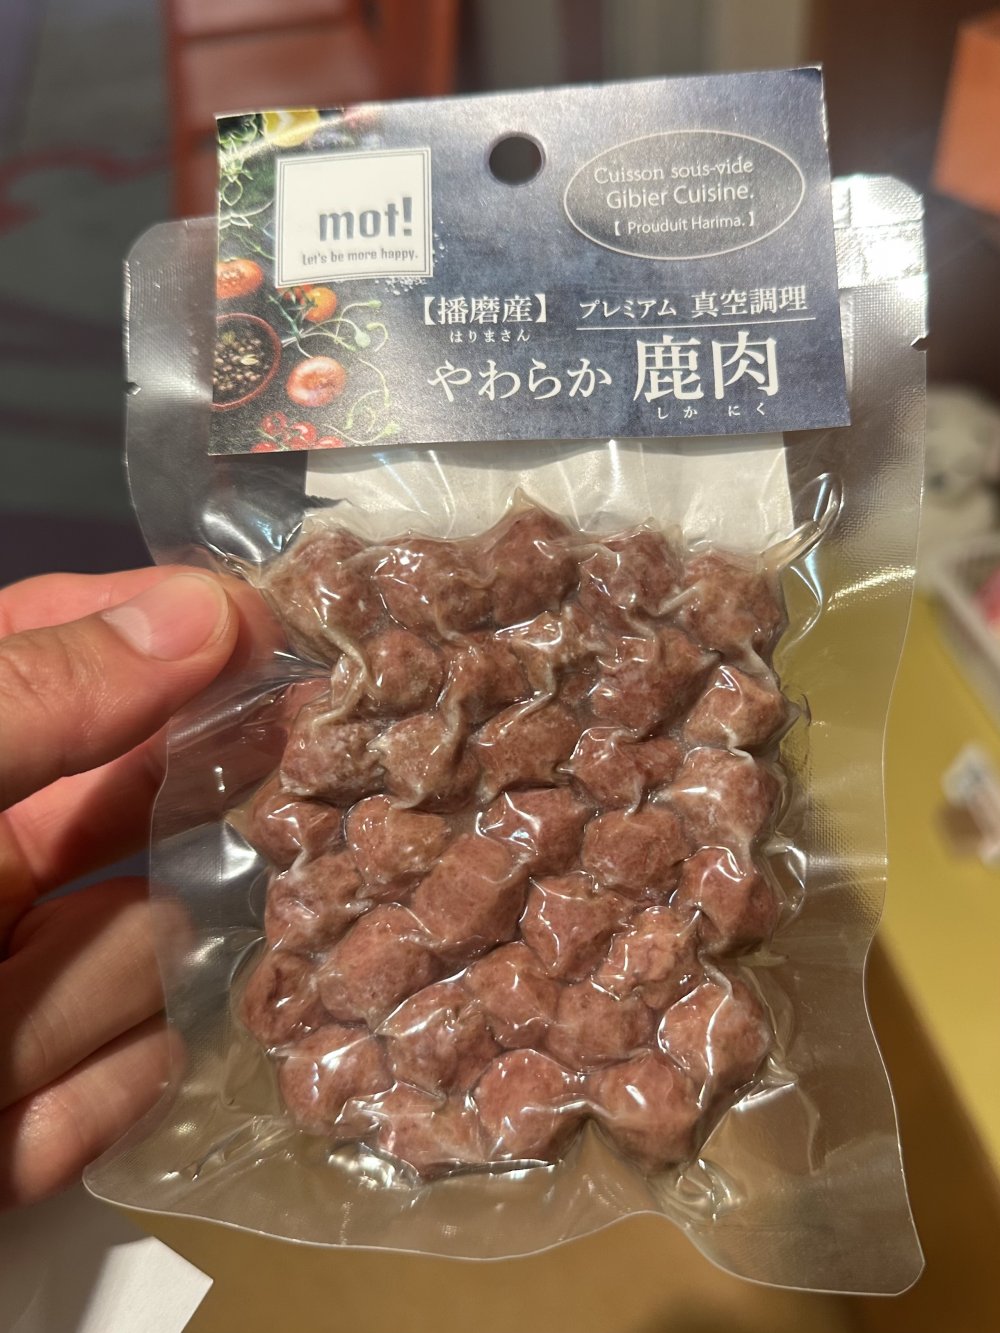 mot!
Let's be more happy.
Cuisson sous-vide
Gibier Cuisine.
【 Prouduit Harima. 】
【播磨産】
はりまさん
プレミアム 真空調理
やわらか 鹿肉
しか にく